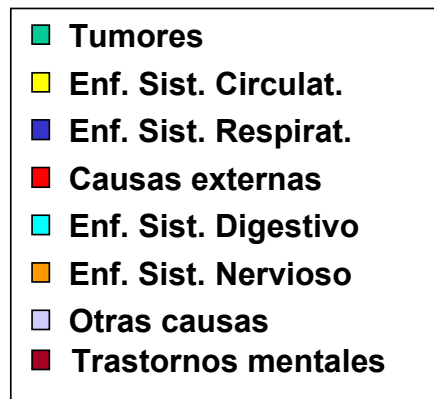 Tumores
Enf. Sist. Circulat.
Enf. Sist. Respirat.
Causas externas
Enf. Sist. Digestivo
Enf. Sist. Nervioso
Otras causas
Trastornos mentales